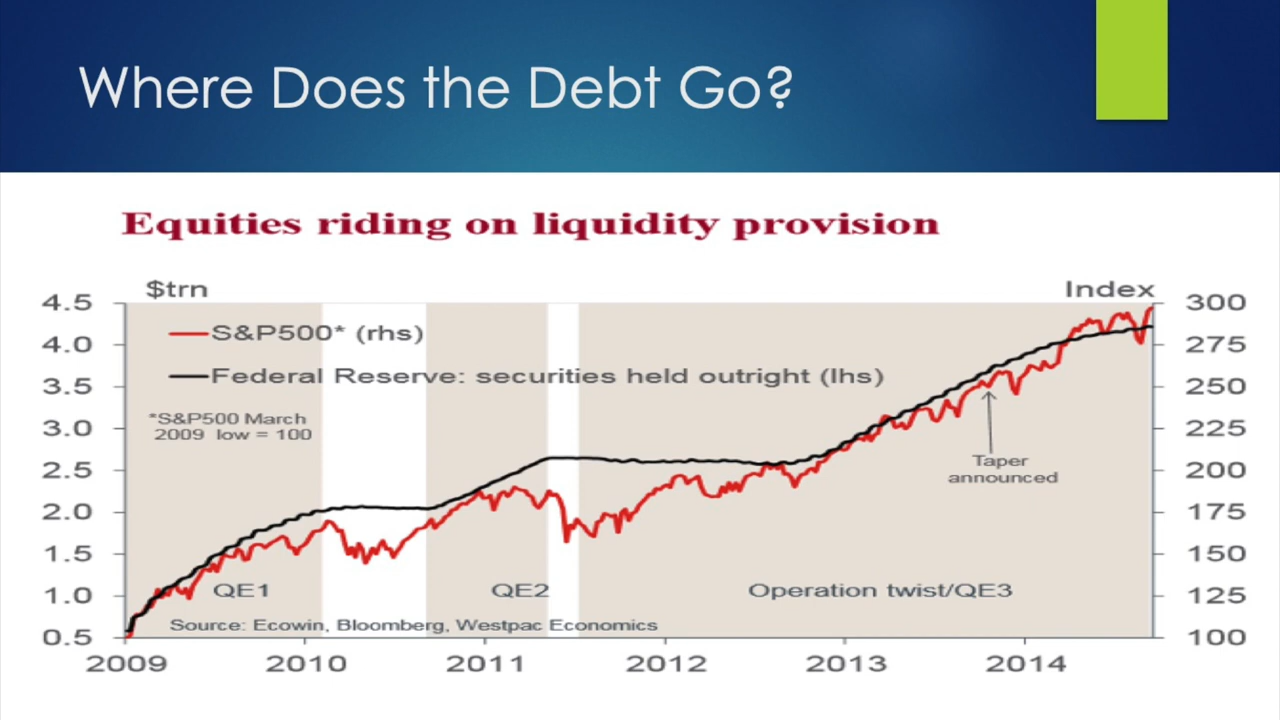 Where Does the Debt Go?
Equities riding on liquidity provision
$trn
Index
4.5
300
S&P500* (rhs)
4.0
275
Federal Reserve: securities held outright (lhs)
3.5
250
*S&P500 March
2009 low = 100
3.0
225
Taper
announced
2.5
200
2.0
175
1.5
150
QE1
QE2
Operation twist/QE3
1.0
125
Source: Ecowin, Bloomberg, Westpac Economics
0.5
100
2009
2010
2011
2012
2013
2014